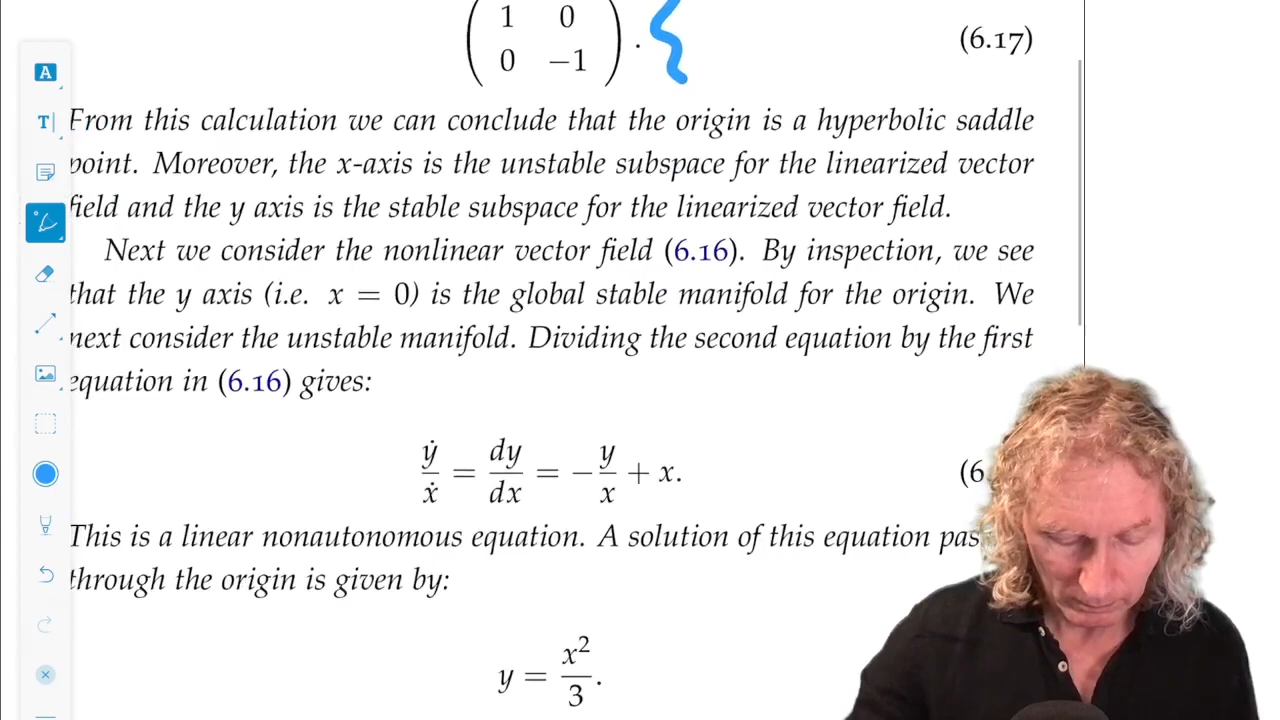 ( 1 0
0 −1 ) . (6.17)
From this calculation we can conclude that the origin is a hyperbolic saddle
point. Moreover, the x-axis is the unstable subspace for the linearized vector
field and the y axis is the stable subspace for the linearized vector field.
Next we consider the nonlinear vector field (6.16). By inspection, we see
that the y axis (i.e. x = 0) is the global stable manifold for the origin. We
next consider the unstable manifold. Dividing the second equation by the first
equation in (6.16) gives:
ẏ/ẋ = dy/dx = −y/x + x. (6.
This is a linear nonautonomous equation. A solution of this equation pas
through the origin is given by:
y = x²/3.
A
T